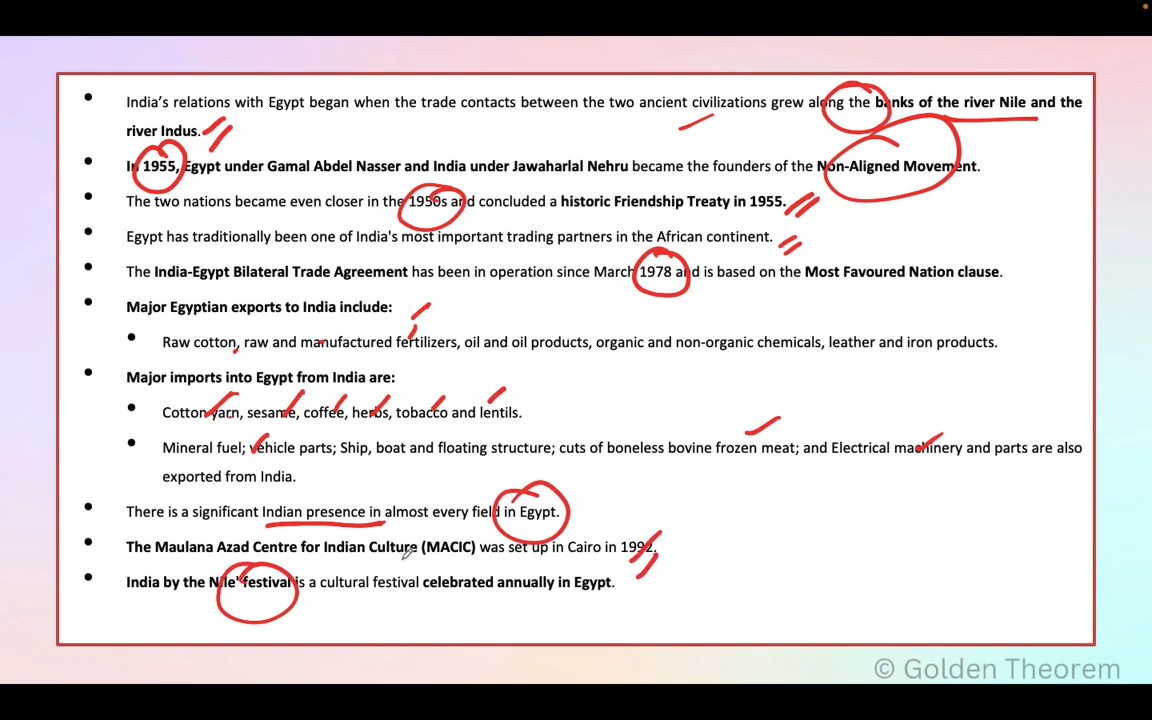 • India's relations with Egypt began when the trade contacts between the two ancient civilizations grew along the banks of the river Nile and the
river Indus.
• In 1955, Egypt under Gamal Abdel Nasser and India under Jawaharlal Nehru became the founders of the Non-Aligned Movement.
• The two nations became even closer in the 1950s and concluded a historic Friendship Treaty in 1955.
• Egypt has traditionally been one of India's most important trading partners in the African continent.
• The India-Egypt Bilateral Trade Agreement has been in operation since March 1978 and is based on the Most Favoured Nation clause.
• Major Egyptian exports to India include:
• Raw cotton, raw and manufactured fertilizers, oil and oil products, organic and non-organic chemicals, leather and iron products.
• Major imports into Egypt from India are:
• Cotton yarn, sesame, coffee, herbs, tobacco and lentils.
• Mineral fuel; vehicle parts; Ship, boat and floating structure; cuts of boneless bovine frozen meat; and Electrical machinery and parts are also
exported from India.
• There is a significant Indian presence in almost every field in Egypt.
• The Maulana Azad Centre for Indian Culture (MACIC) was set up in Cairo in 1992.
• India by the Nile' festival is a cultural festival celebrated annually in Egypt.
© Golden Theorem